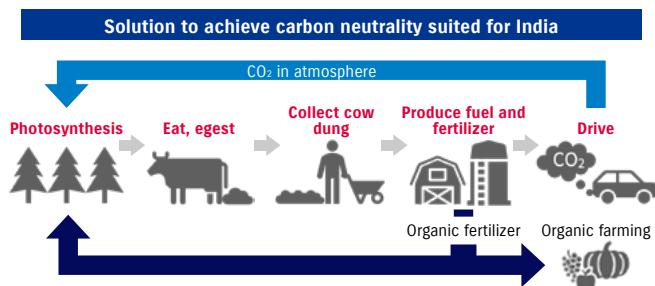 Solution to achieve carbon neutrality suited for India
CO₂ in atmosphere
Photosynthesis
Eat, egest
Collect cow
dung
Produce fuel and
fertilizer
Drive
CO₂
Organic fertilizer
Organic farming